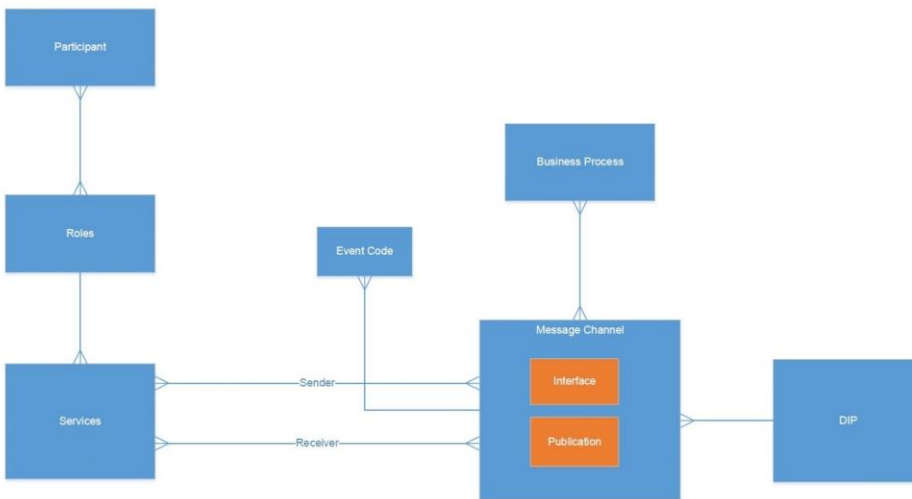 Participant
Business Process
Roles
Event Code
Message Channel
Sender
Interface
Services
DIP
Receiver
Publication